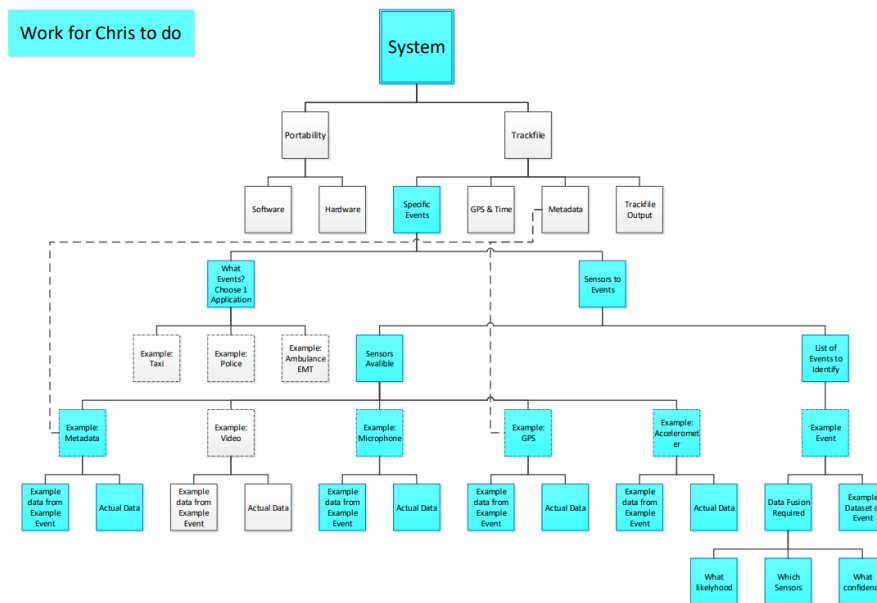 Work for Chris to do
System
Portability
Trackfile
Software
Hardware
Specific
Events
GPS & Time
Metadata
Trackfile
Output
What
Events?
Choose 1
Application
Sensors to
Events
Example:
Taxi
Example:
Police
Example:
Ambulance
EMT
Sensors
Avalible
List of
Events to
Identify
Example:
Metadata
Example:
Video
Example:
Microphone
Example:
GPS
Example:
Acceleromet
er
Example
Event
Example
data from
Example
Event
Actual Data
Example
data from
Example
Event
Actual Data
Example
data from
Example
Event
Actual Data
Example
data from
Example
Event
Actual Data
Example
data from
Example
Event
Actual Data
Data Fusion
Required
Example
Dataset o
Event
What
likelyhood
Which
Sensors
What
confidenc